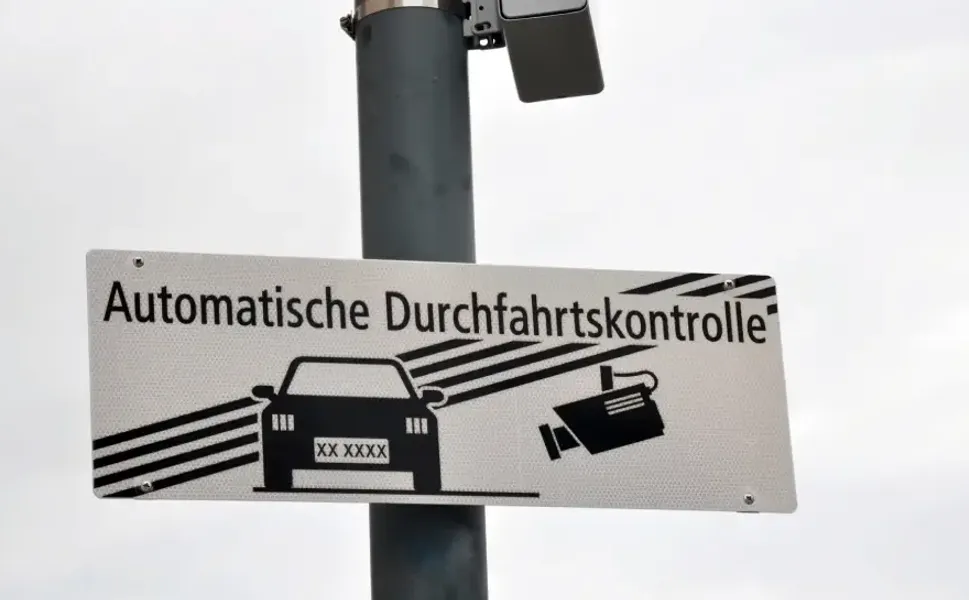 Automatische Durchfahrtskontrolle
XX XXXX